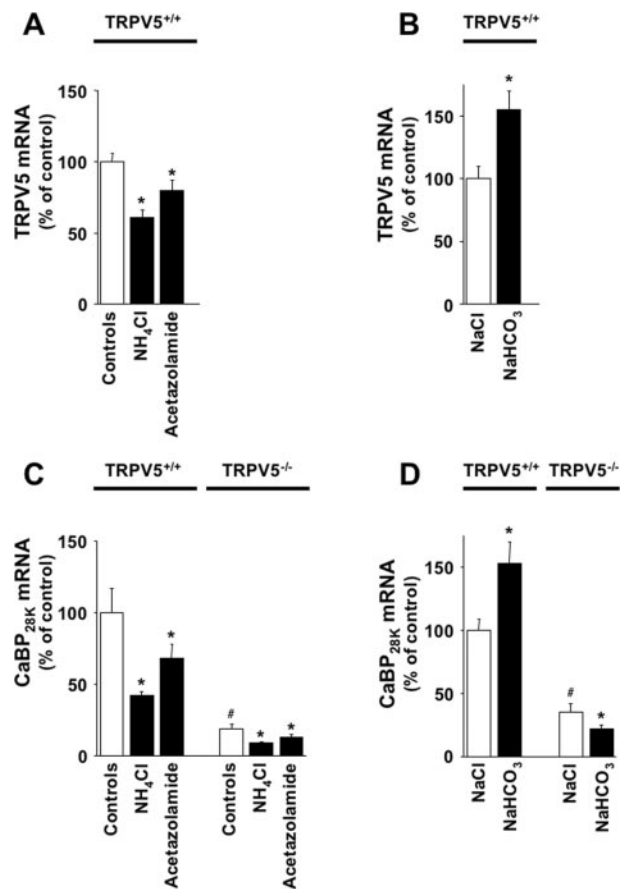 A
TRPV5+/+
TRPV5 mRNA
(% of control)
150
100
50
0
*
*
Controls
NH4Cl
Acetazolamide
B
TRPV5+/+
TRPV5 mRNA
(% of control)
150
100
50
0
*
NaCl
NaHCO3
C
TRPV5+/+
TRPV5-/-
CaBP28K mRNA
(% of control)
150
100
50
0
*
*
#
*
*
Controls
NH4Cl
Acetazolamide
Controls
NH4Cl
Acetazolamide
D
TRPV5+/+
TRPV5-/-
CaBP28K mRNA
(% of control)
150
100
50
0
*
#
*
NaCl
NaHCO3
NaCl
NaHCO3